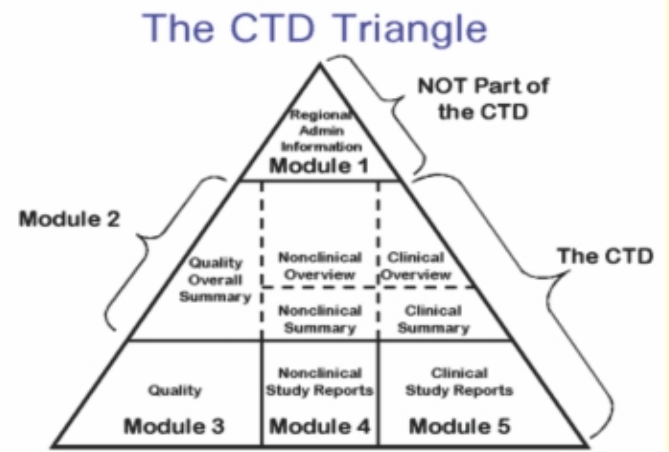 The CTD Triangle
NOT Part of
the CTD
Regional
Admin
Information
Module 1
Module 2
The CTD
Quality
Overall
Summary
Nonclinical
Overview
Clinical
Overview
Nonclinical
Summary
Clinical
Summary
Quality
Module 3
Nonclinical
Study Reports
Module 4
Clinical
Study Reports
Module 5